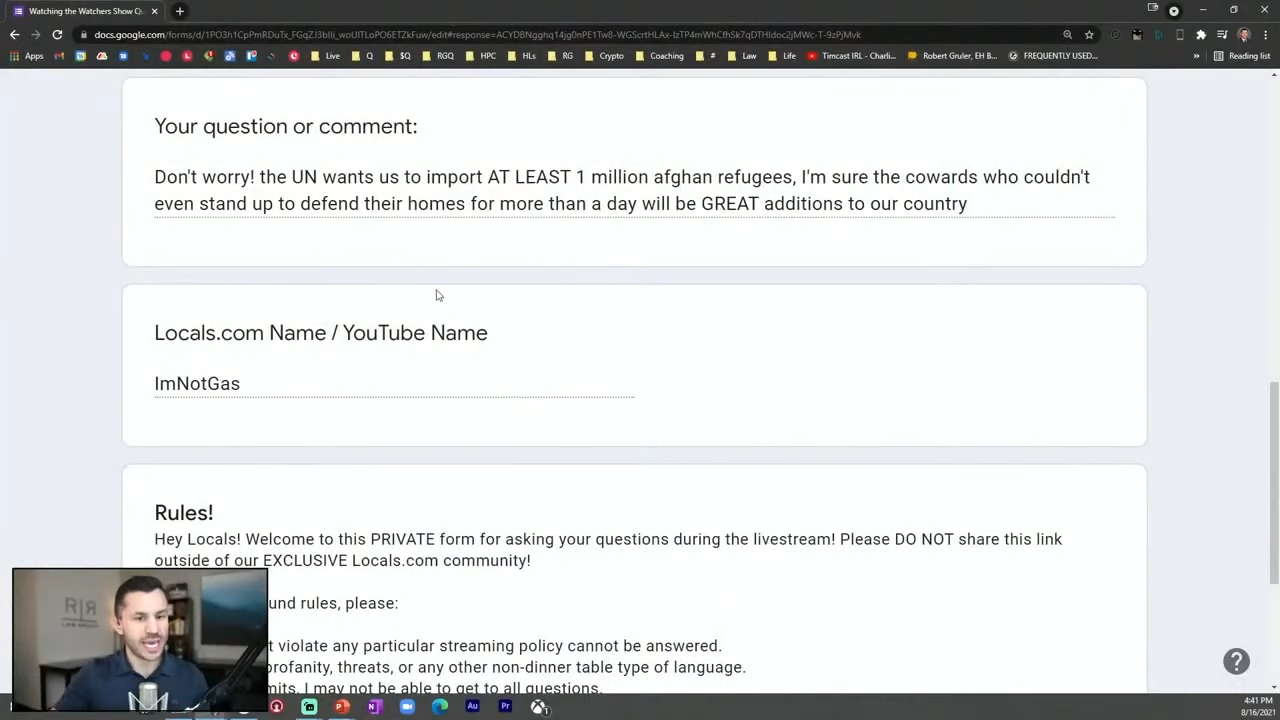 Watching the Watchers Show Q
docs.google.com/forms/d/
Apps
Live
Q
$Q
RGQ
HPC
HLs
RG
Crypto
Coaching
#
Law
Life
Timcast IRL - Charli...
Robert Gruler, EH B...
FREQUENTLY USED...
Reading list
Your question or comment:
Don't worry! the UN wants us to import AT LEAST 1 million afghan refugees, I'm sure the cowards who couldn't
even stand up to defend their homes for more than a day will be GREAT additions to our country
Locals.com Name / YouTube Name
ImNotGas
Rules!
Hey Locals! Welcome to this PRIVATE form for asking your questions during the livestream! Please DO NOT share this link
outside of our EXCLUSIVE Locals.com community!
und rules, please:
t violate any particular streaming policy cannot be answered.
profanity, threats, or any other non-dinner table type of language.
mits. I may not be able to get to all questions.
R|R
LAW
4:41 PM
8/16/2021